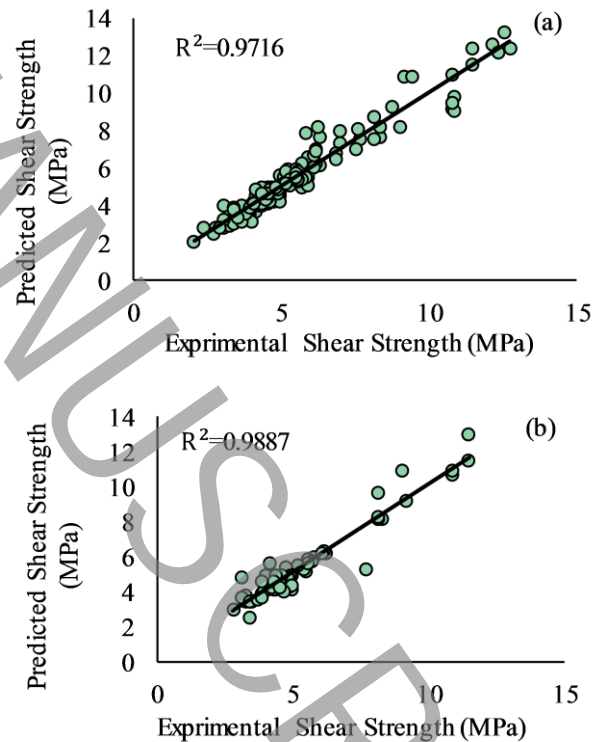 (a)
R²=0.9716
14
12
10
8
6
4
2
0
0 5 10 15
Predicted Shear Strength
(MPa)
Exprimental Shear Strength (MPa)
(b)
R²=0.9887
14
12
10
8
6
4
2
0
0 5 10 15
Predicted Shear Strength
(MPa)
Exprimental Shear Strength (MPa)
ANUSCR